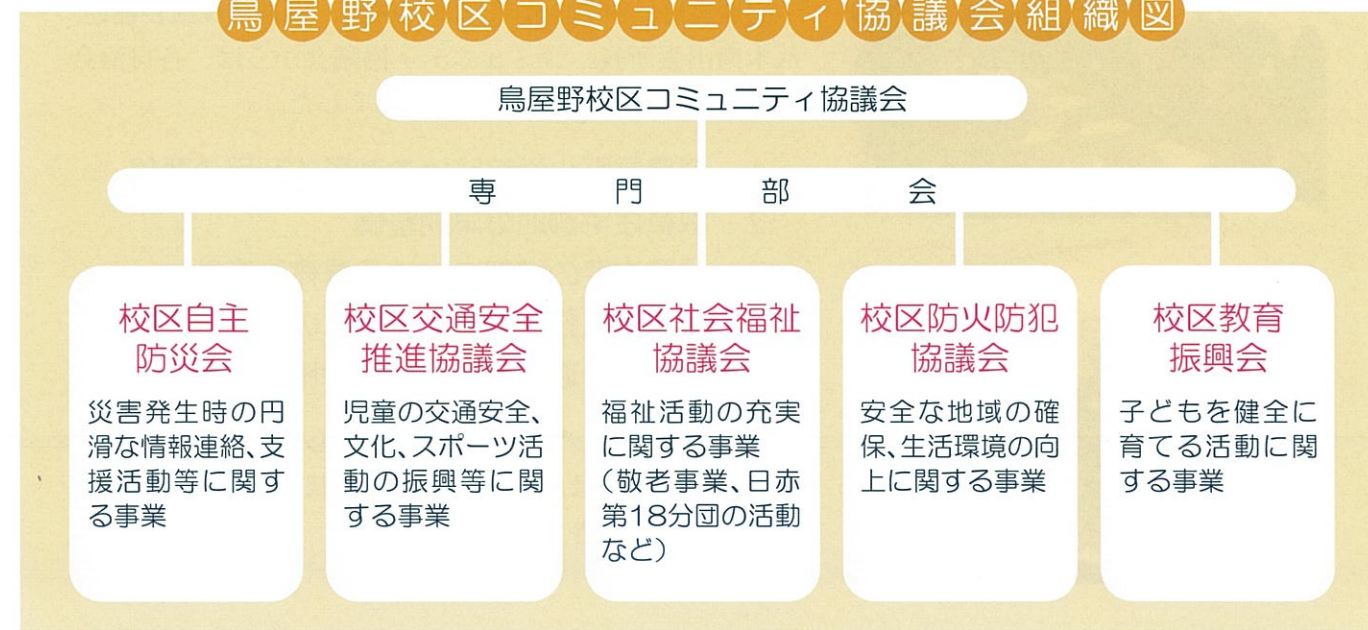 鳥屋野校区コミュニティ協議会組織図
鳥屋野校区コミュニティ協議会
専門部会
校区自主
防災会
災害発生時の円
滑な情報連絡、支
援活動等に関す
る事業
校区交通安全
推進協議会
児童の交通安全、
文化、スポーツ活
動の振興等に関
する事業
校区社会福祉
協議会
福祉活動の充実
に関する事業
（敬老事業、日赤
第18分団の活動
など）
校区防火防犯
協議会
安全な地域の確
保、生活環境の向
上に関する事業
校区教育
振興会
子どもを健全に
育てる活動に関
する事業